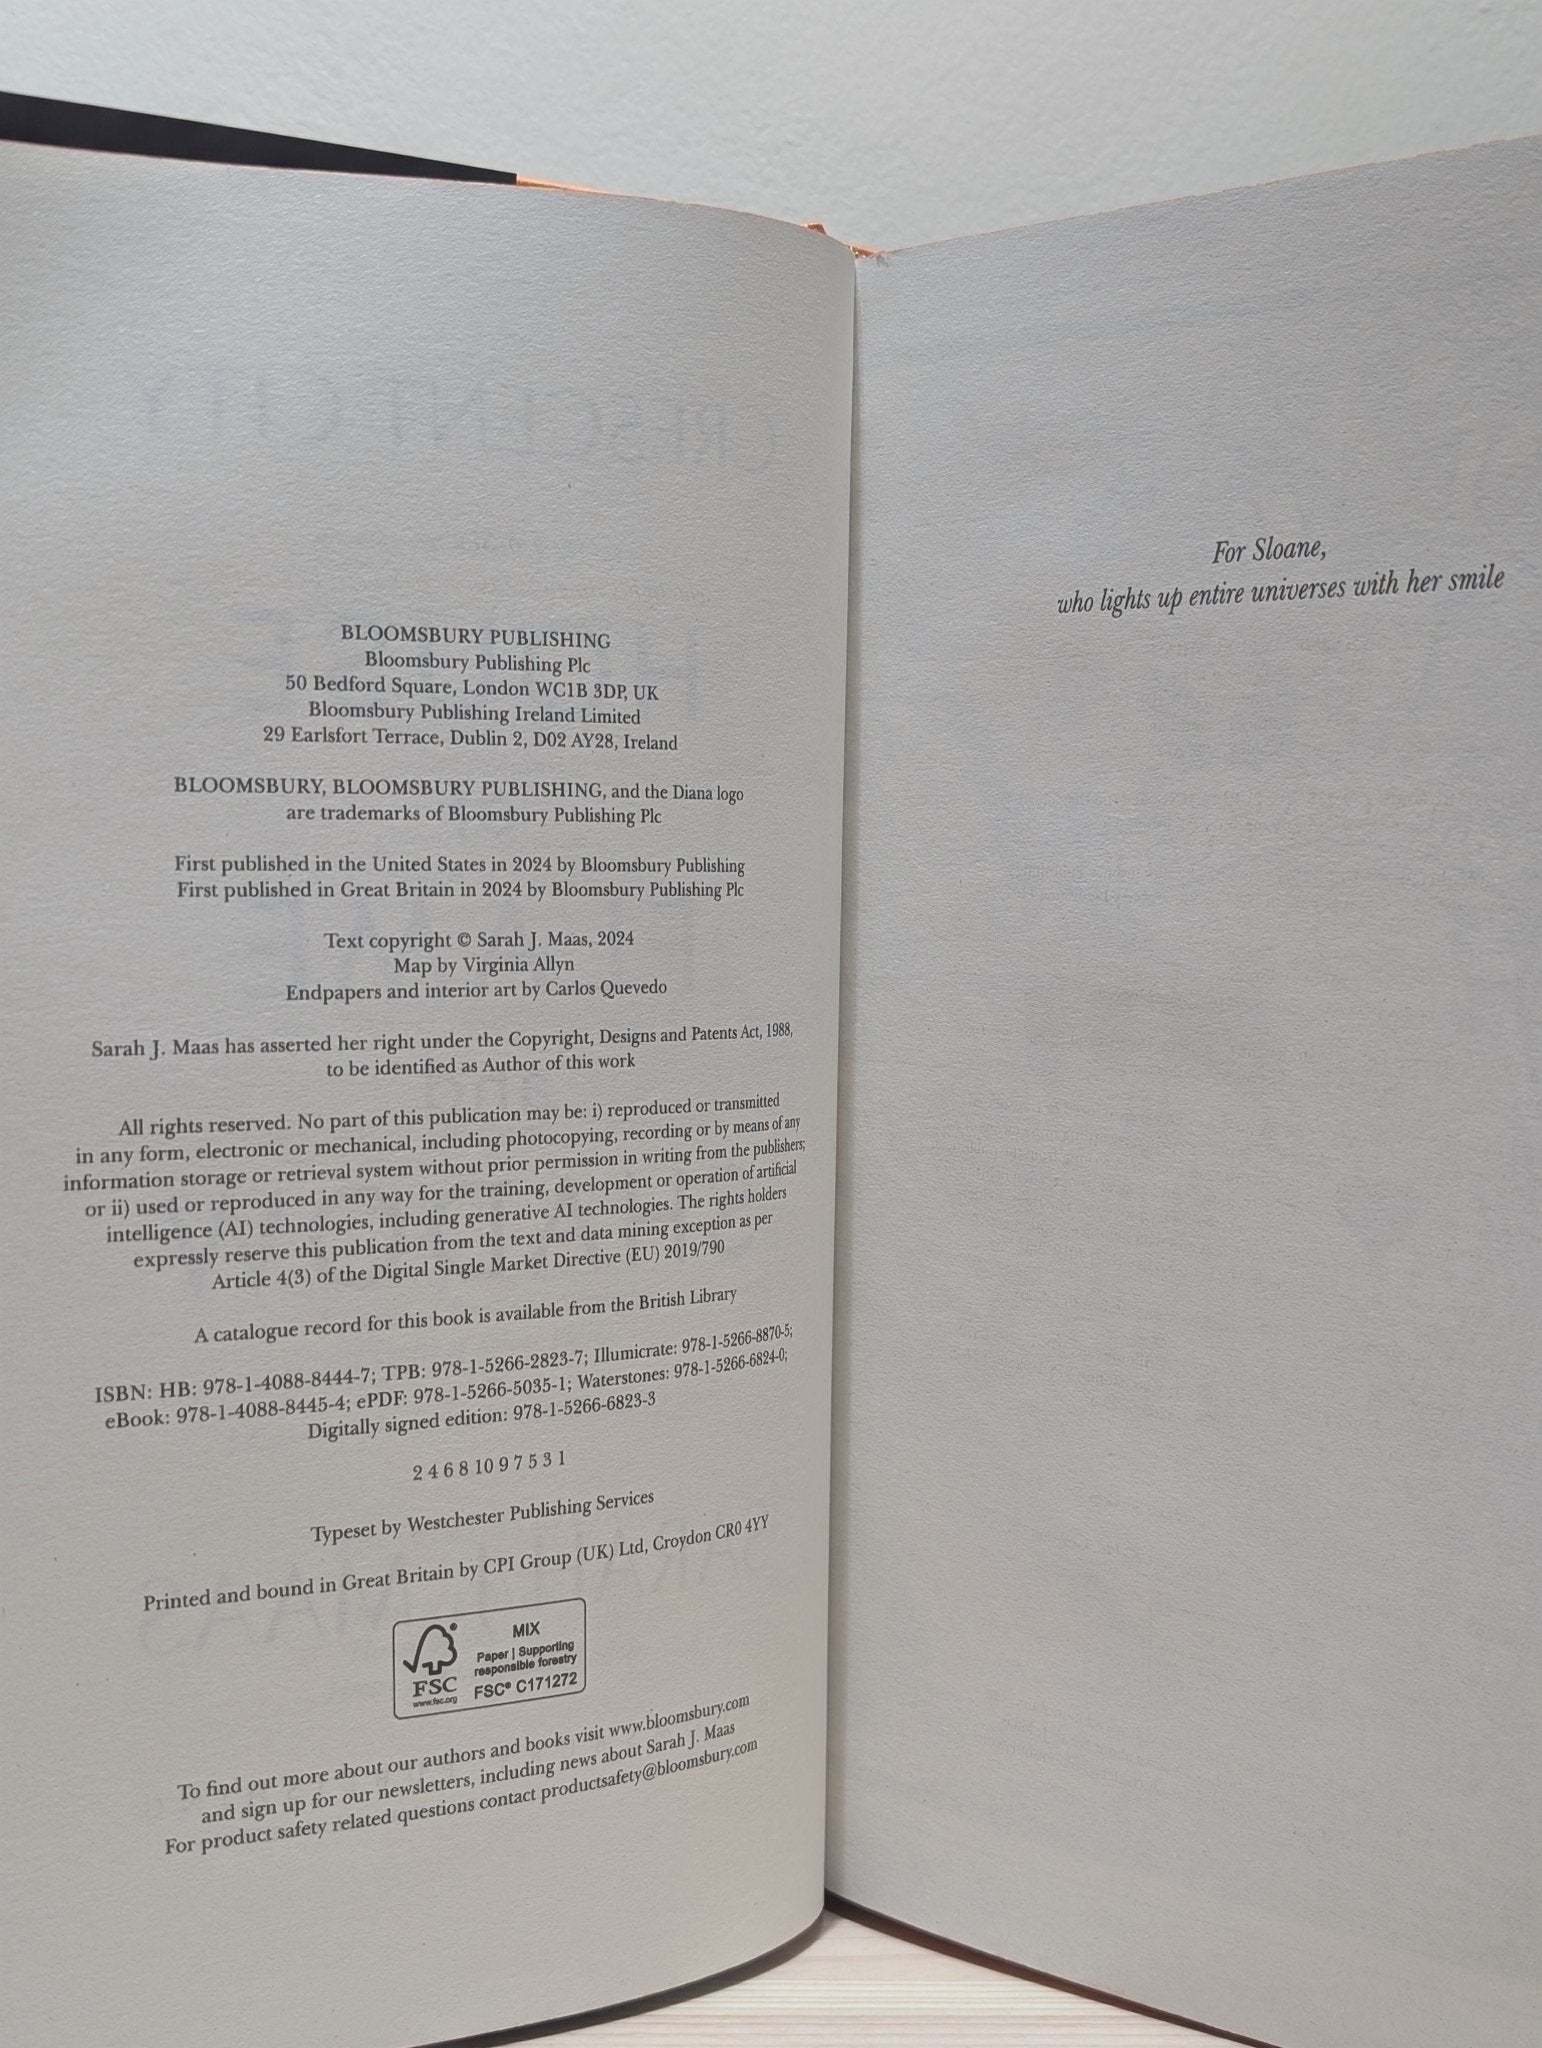 BLOOMSBURY PUBLISHING
Bloomsbury Publishing Plc
50 Bedford Square, London WC1B 3DP, UK
Bloomsbury Publishing Ireland Limited
29 Earlsfort Terrace, Dublin 2, D02 AY28, Ireland
BLOOMSBURY, BLOOMSBURY PUBLISHING, and the Diana logo
are trademarks of Bloomsbury Publishing Plc
First published in the United States in 2024 by Bloomsbury Publishing
First published in Great Britain in 2024 by Bloomsbury Publishing Plc
Text copyright © Sarah J. Maas, 2024
Map by Virginia Allyn
Endpapers and interior art by Carlos Quevedo
Sarah J. Maas has asserted her right under the Copyright, Designs and Patents Act, 1988,
to be identified as Author of this work
All rights reserved. No part of this publication may be: i) reproduced or transmitted
in any form, electronic or mechanical, including photocopying, recording or by means of any
information storage or retrieval system without prior permission in writing from the publishers;
or ii) used or reproduced in any way for the training, development or operation of artificial
intelligence (AI) technologies, including generative AI technologies. The rights holders
expressly reserve this publication from the text and data mining exception as per
Article 4(3) of the Digital Single Market Directive (EU) 2019/790
A catalogue record for this book is available from the British Library
ISBN: HB: 978-1-4088-8444-7; TPB: 978-1-5266-2823-7; Illumicrate: 978-1-5266-8870-5;
eBook: 978-1-4088-8445-4; ePDF: 978-1-5266-5035-1; Waterstones: 978-1-5266-6824-0;
Digitally signed edition: 978-1-5266-6823-3
2 4 6 8 10 9 7 5 3 1
Typeset by Westchester Publishing Services
Printed and bound in Great Britain by CPI Group (UK) Ltd, Croydon CR0 4YY
FSC
www.fsc.org
MIX
Paper | Supporting
responsible forestry
FSC® C171272
To find out more about our authors and books visit www.bloomsbury.com
and sign up for our newsletters, including news about Sarah J. Maas
For product safety related questions contact productsafety@bloomsbury.com
For Sloane,
who lights up entire universes with her smile